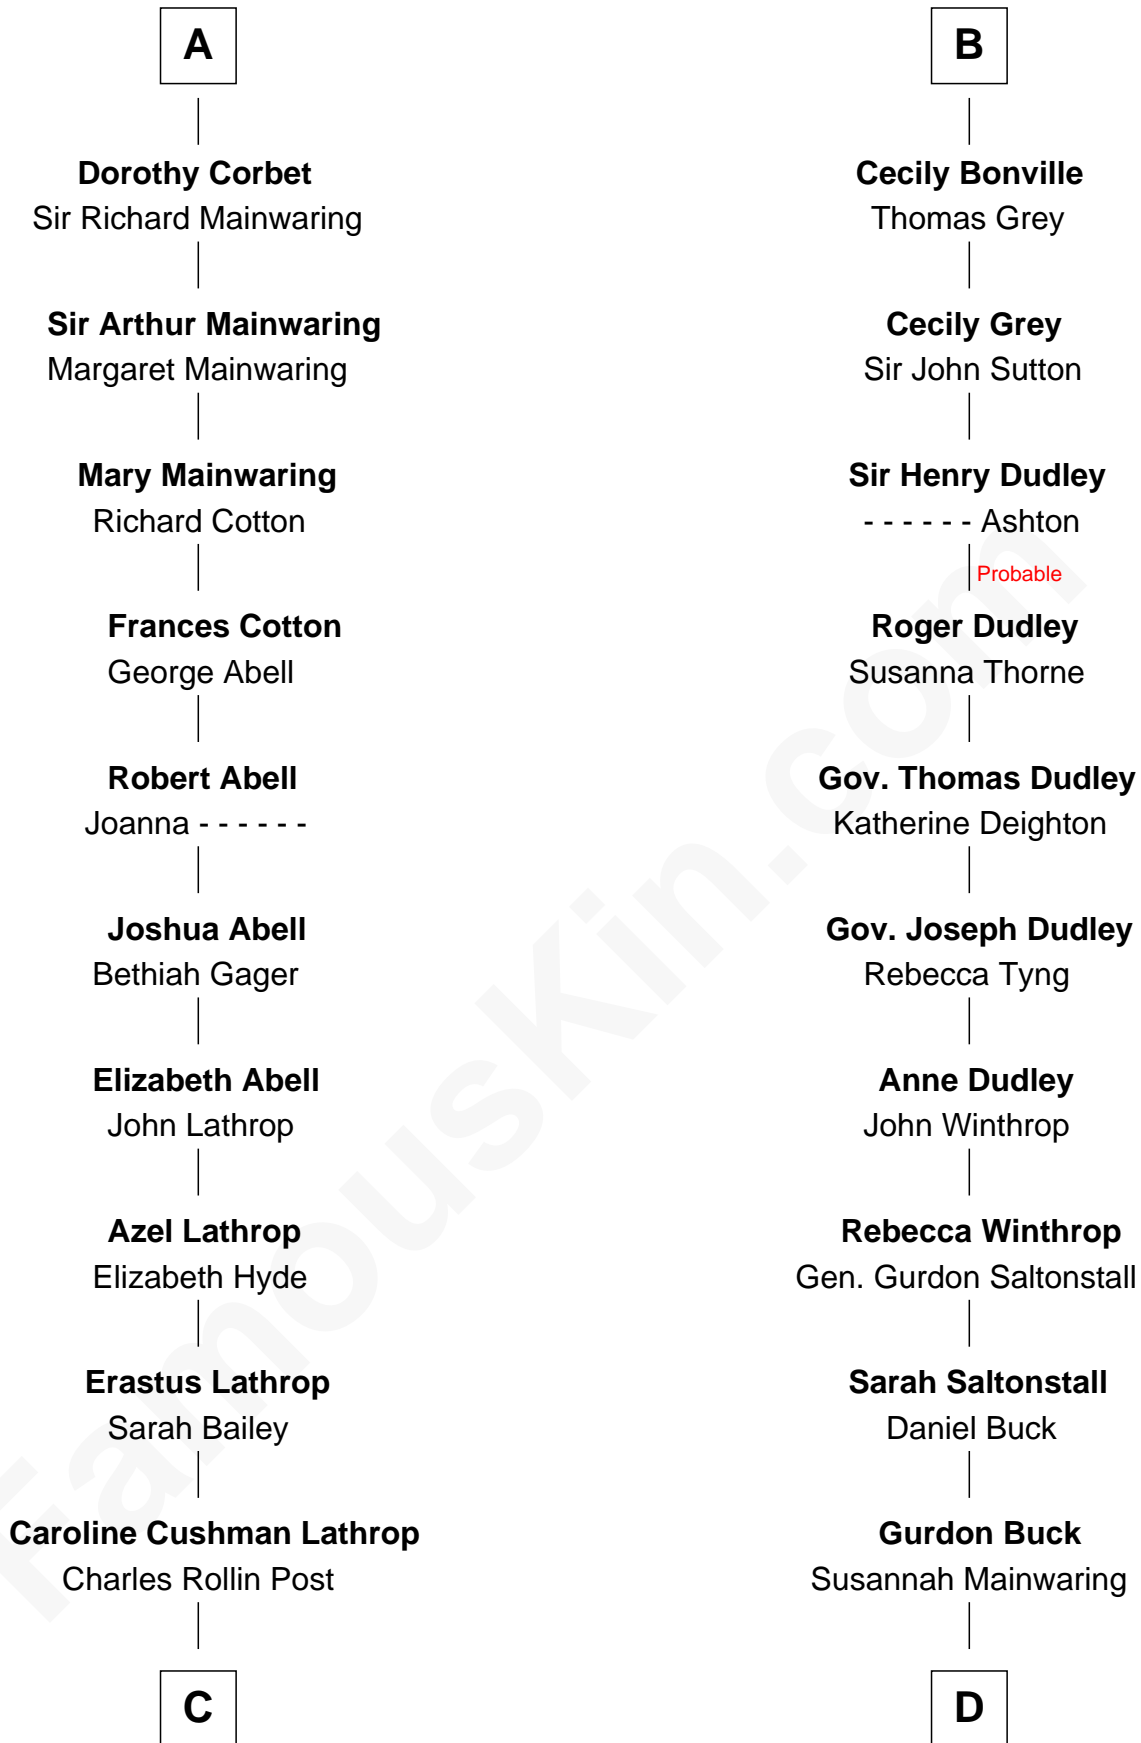 A
Dorothy Corbet
Sir Richard Mainwaring
Sir Arthur Mainwaring
Margaret Mainwaring
Mary Mainwaring
Richard Cotton
Frances Cotton
George Abell
Robert Abell
Joanna - - - - - -
Joshua Abell
Bethiah Gager
Elizabeth Abell
John Lathrop
Azel Lathrop
Elizabeth Hyde
Erastus Lathrop
Sarah Bailey
Caroline Cushman Lathrop
Charles Rollin Post
C
B
Cecily Bonville
Thomas Grey
Cecily Grey
Sir John Sutton
Sir Henry Dudley
- - - - - - Ashton
Probable
Roger Dudley
Susanna Thorne
Gov. Thomas Dudley
Katherine Deighton
Gov. Joseph Dudley
Rebecca Tyng
Anne Dudley
John Winthrop
Rebecca Winthrop
Gen. Gurdon Saltonstall
Sarah Saltonstall
Daniel Buck
Gurdon Buck
Susannah Mainwaring
D
FamousKin.com